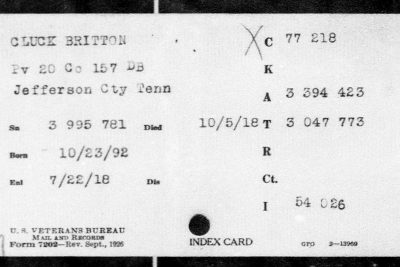 CLUCK BRITTON
X C 77 218
Pv 20 Co 157 DB
K
Jefferson Cty Tenn
A 3 394 423
Sn 3 995 781 Died 10/5/18 T 3 047 773
Born 10/23/92
R
Enl 7/22/18 Dis
Ct.
I 54 026
U. S. VETERANS BUREAU
MAIL AND RECORDS
Form 7202—Rev. Sept., 1926
INDEX CARD
GPO 2—13969